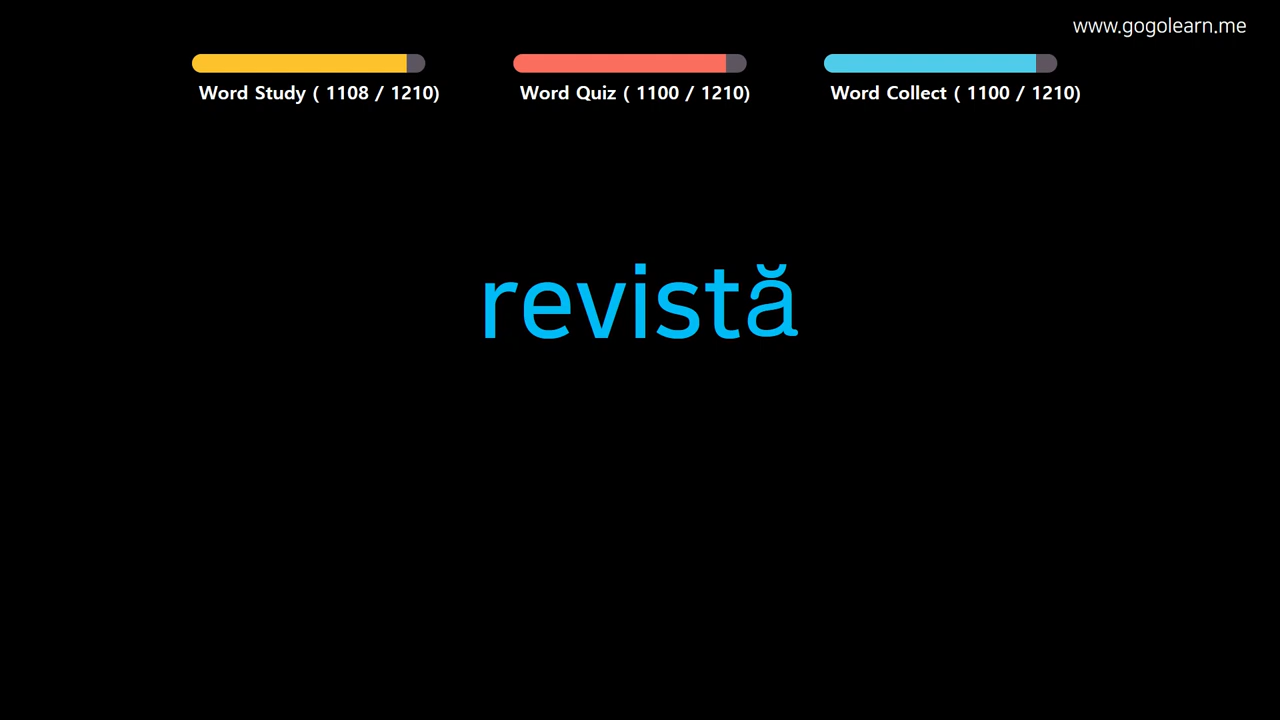 www.gogolearn.me
Word Study ( 1108 / 1210)
Word Quiz ( 1100 / 1210)
Word Collect ( 1100 / 1210)
revistă